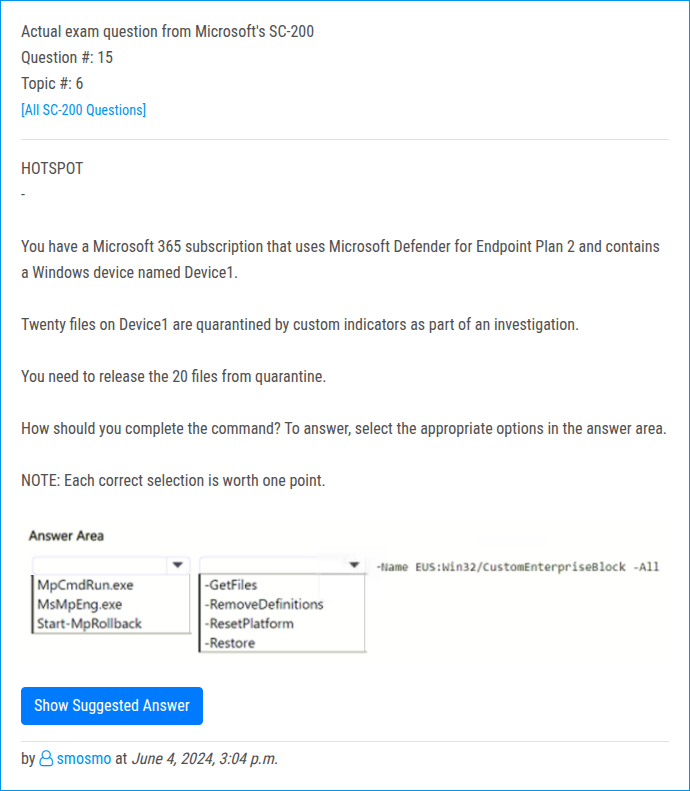 Actual exam question from Microsoft's SC-200
Question #: 15
Topic #: 6
[All SC-200 Questions]
HOTSPOT
-
You have a Microsoft 365 subscription that uses Microsoft Defender for Endpoint Plan 2 and contains
a Windows device named Device1.
Twenty files on Device1 are quarantined by custom indicators as part of an investigation.
You need to release the 20 files from quarantine.
How should you complete the command? To answer, select the appropriate options in the answer area.
NOTE: Each correct selection is worth one point.
Answer Area
-Name EUS:Win32/CustomEnterpriseBlock -All
MpCmdRun.exe
MsMpEng.exe
Start-MpRollback
-GetFiles
-RemoveDefinitions
-ResetPlatform
-Restore
Show Suggested Answer
by smosmo at June 4, 2024, 3:04 p.m.